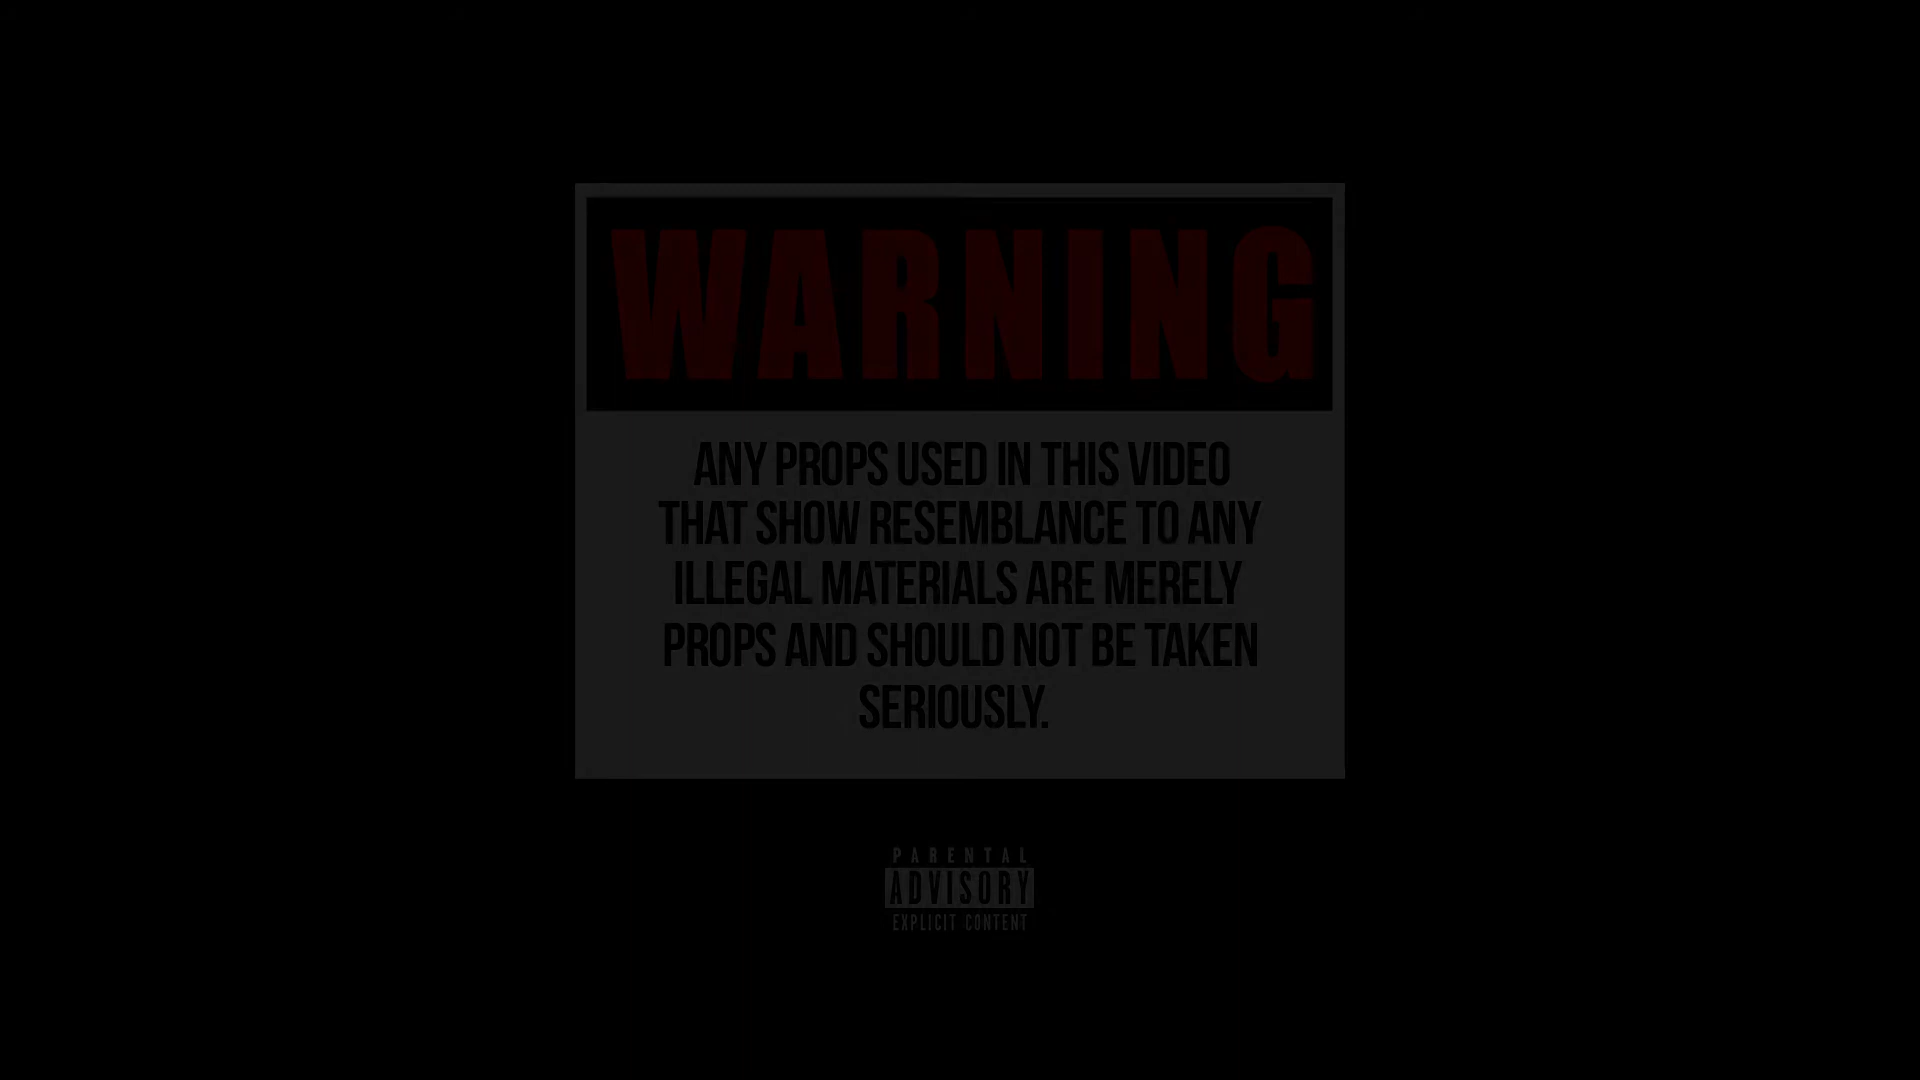 WARNING
ANY PROPS USED IN THIS VIDEO
THAT SHOW RESEMBLANCE TO ANY
ILLEGAL MATERIALS ARE MERELY
PROPS AND SHOULD NOT BE TAKEN
SERIOUSLY.
PARENTAL
ADVISORY
EXPLICIT CONTENT